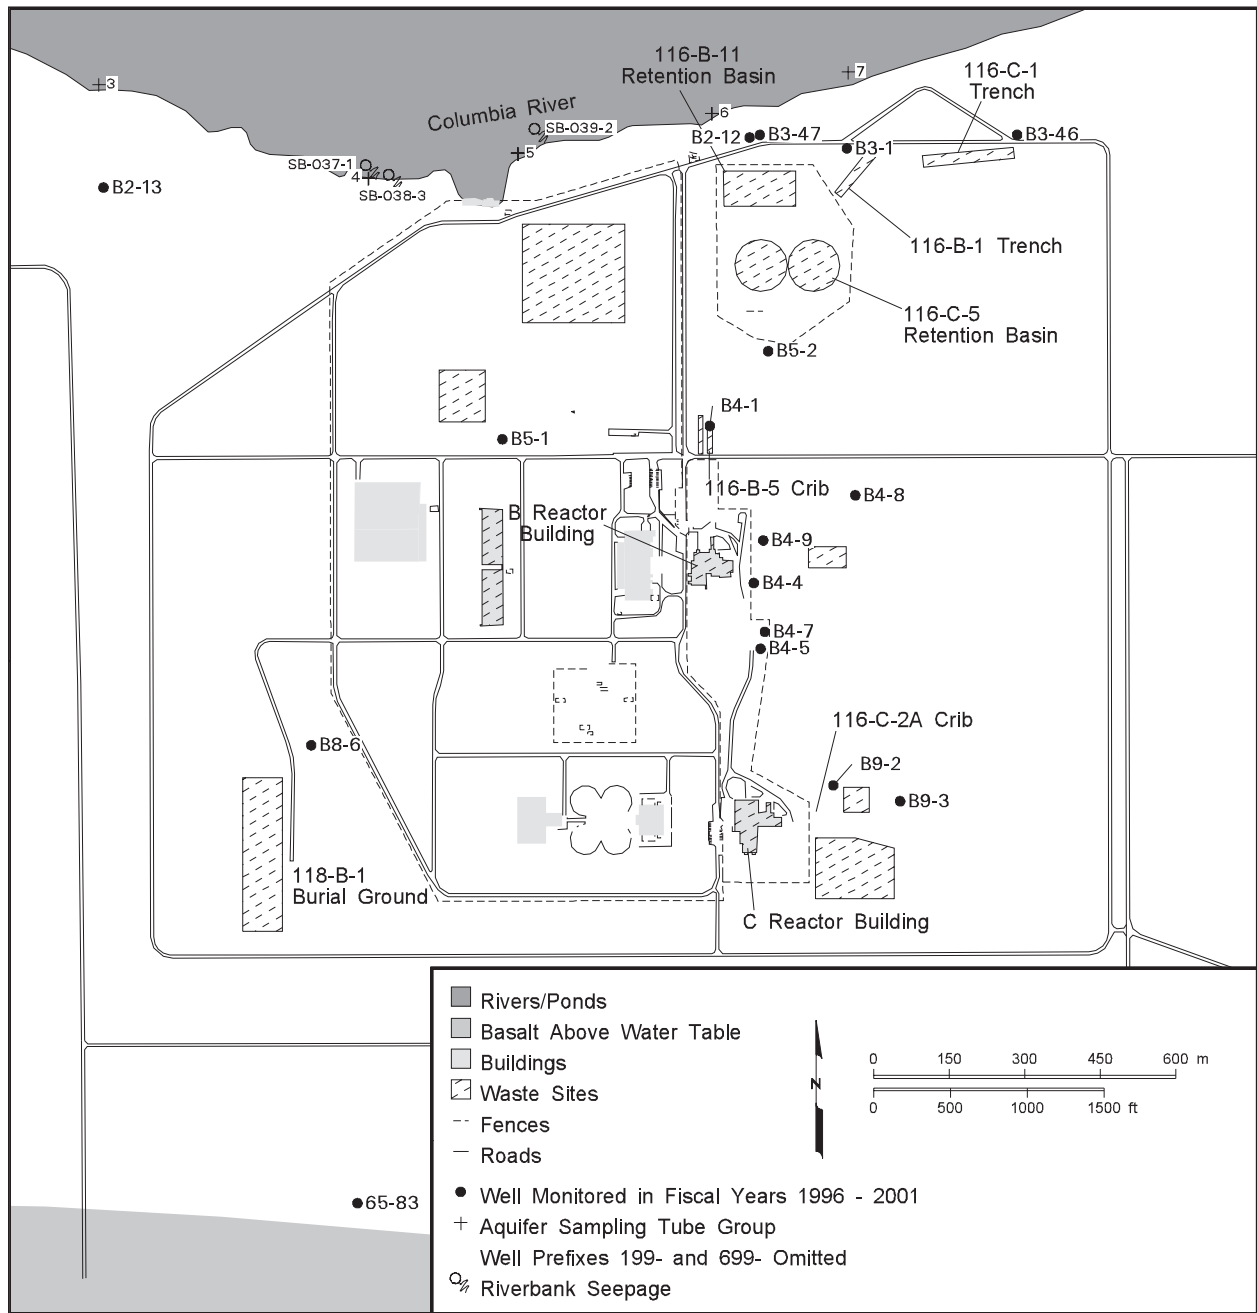 116-B-11
Retention Basin
7
116-C-1
Trench
3
Columbia River
6
SB-039-2
B2-12
B3-47
B3-46
B3-1
5
SB-037-1
4
SB-038-3
B2-13
116-B-1 Trench
116-C-5
Retention Basin
B5-2
B4-1
B5-1
116-B-5 Crib
B4-8
B Reactor
Building
B4-9
B4-4
B4-7
B4-5
116-C-2A Crib
B8-6
B9-2
B9-3
118-B-1
Burial Ground
C Reactor Building
Rivers/Ponds
Basalt Above Water Table
Buildings
Waste Sites
Fences
Roads
Well Monitored in Fiscal Years 1996 - 2001
Aquifer Sampling Tube Group
Well Prefixes 199- and 699- Omitted
Riverbank Seepage
N
0 150 300 450 600 m
0 500 1000 1500 ft
65-83